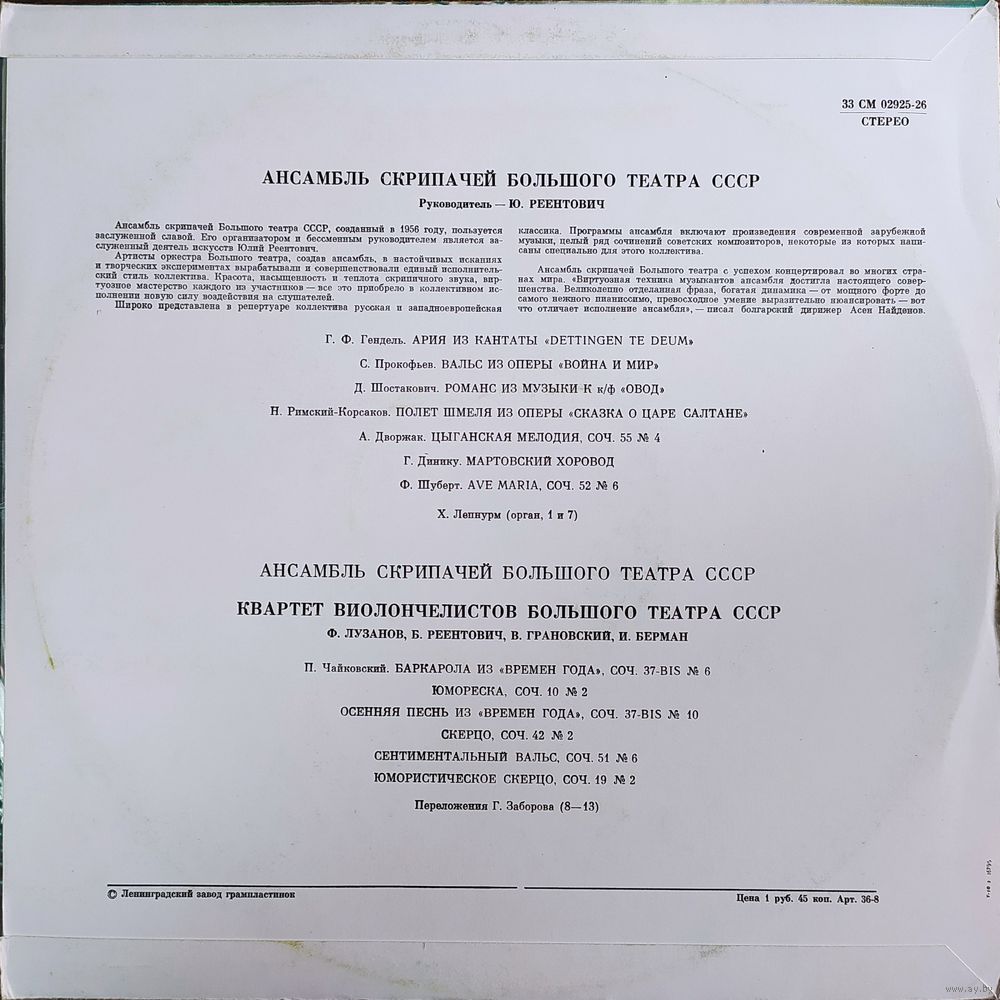 33 СМ 02925-26
СТЕРЕО
АНСАМБЛЬ СКРИПАЧЕЙ БОЛЬШОГО ТЕАТРА СССР
Руководитель — Ю. РЕЕНТОВИЧ
Ансамбль скрипачей Большого театра СССР, созданный в 1956 году, пользуется
заслуженной славой. Его организатором и бессменным руководителем является за-
служенный деятель искусств Юлий Реентович.
Артисты оркестра Большого театра, создав ансамбль, в настойчивых исканиях
и творческих экспериментах вырабатывали и совершенствовали единый исполнитель-
ский стиль коллектива. Красота, насыщенность и теплота скрипичного звука, вир-
туозное мастерство каждого из участников — все это приобрело в коллективном ис-
полнении новую силу воздействия на слушателей.
Широко представлена в репертуаре коллектива русская и западноевропейская
классика. Программы ансамбля включают произведения современной зарубежной
музыки, целый ряд сочинений советских композиторов, некоторые из которых напи-
саны специально для этого коллектива.
Ансамбль скрипачей Большого театра с успехом концертировал во многих стра-
нах мира. «Виртуозная техника музыкантов ансамбля достигла настоящего совер-
шенства. Великолепно отделанная фраза, богатая динамика — от мощного форте до
самого нежного пианиссимо, превосходное умение выразительно нюансировать — вот
что отличает исполнение ансамбля», — писал болгарский дирижер Асен Найденов.
Г. Ф. Гендель. АРИЯ ИЗ КАНТАТЫ «DETTINGEN TE DEUM»
С. Прокофьев. ВАЛЬС ИЗ ОПЕРЫ «ВОЙНА И МИР»
Д. Шостакович. РОМАНС ИЗ МУЗЫКИ К к/ф «ОВОД»
Н. Римский-Корсаков. ПОЛЕТ ШМЕЛЯ ИЗ ОПЕРЫ «СКАЗКА О ЦАРЕ САЛТАНЕ»
А. Дворжак. ЦЫГАНСКАЯ МЕЛОДИЯ, СОЧ. 55 № 4
Г. Динику. МАРТОВСКИЙ ХОРОВОД
Ф. Шуберт. AVE MARIA, СОЧ. 52 № 6
Х. Лепнурм (орган, 1 и 7)
АНСАМБЛЬ СКРИПАЧЕЙ БОЛЬШОГО ТЕАТРА СССР
КВАРТЕТ ВИОЛОНЧЕЛИСТОВ БОЛЬШОГО ТЕАТРА СССР
Ф. ЛУЗАНОВ, Б. РЕЕНТОВИЧ, В. ГРАНОВСКИЙ, И. БЕРМАН
П. Чайковский. БАРКАРОЛА ИЗ «ВРЕМЕН ГОДА», СОЧ. 37-BIS № 6
ЮМОРЕСКА, СОЧ. 10 № 2
ОСЕННЯЯ ПЕСНЬ ИЗ «ВРЕМЕН ГОДА», СОЧ. 37-BIS № 10
СКЕРЦО, СОЧ. 42 № 2
СЕНТИМЕНТАЛЬНЫЙ ВАЛЬС, СОЧ. 51 № 6
ЮМОРИСТИЧЕСКОЕ СКЕРЦО, СОЧ. 19 № 2
Переложения Г. Заборова (8—13)
© Ленинградский завод грампластинок
Цена 1 руб. 45 коп. Арт. 36-8
www.ay.by